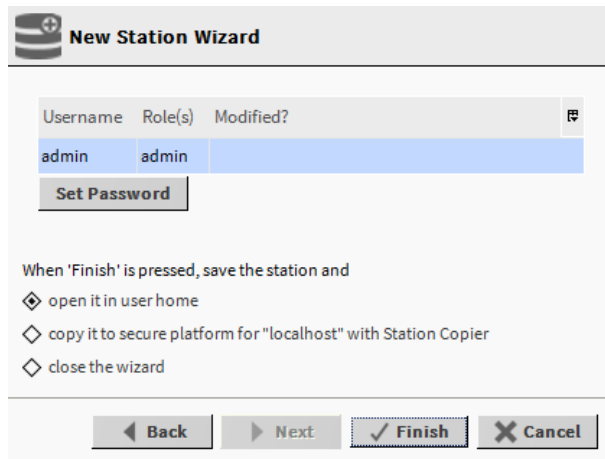 New Station Wizard
Username Role(s) Modified?
admin admin
Set Password
When 'Finish' is pressed, save the station and
open it in user home
copy it to secure platform for "localhost" with Station Copier
close the wizard
Back Next Finish Cancel